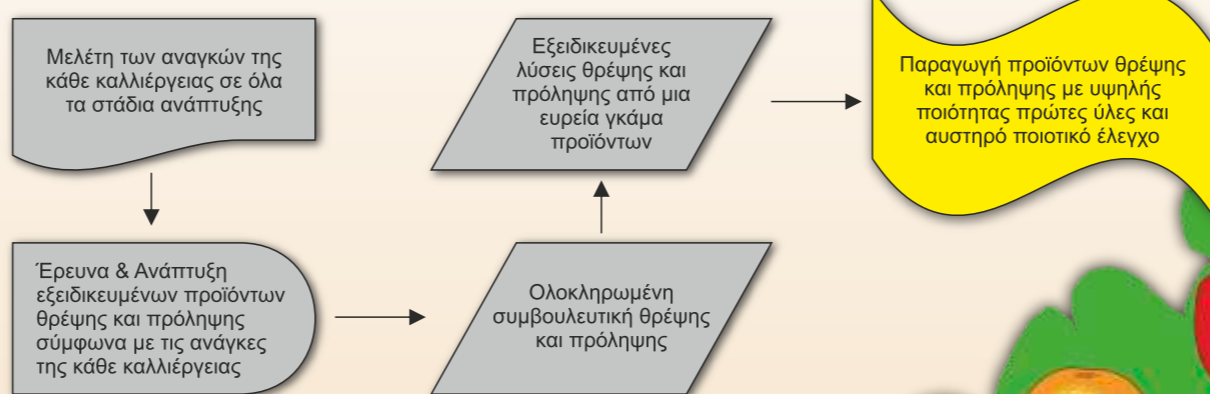 Μελέτη των αναγκών της
κάθε καλλιέργειας σε όλα
τα στάδια ανάπτυξης
Έρευνα & Ανάπτυξη
εξειδικευμένων προϊόντων
θρέψης και πρόληψης
σύμφωνα με τις ανάγκες
της κάθε καλλιέργειας
Ολοκληρωμένη
συμβουλευτική θρέψης
και πρόληψης
Εξειδικευμένες
λύσεις θρέψης και
πρόληψης από μια
ευρεία γκάμα
προϊόντων
Παραγωγή προϊόντων θρέψης
και πρόληψης με υψηλής
ποιότητας πρώτες ύλες και
αυστηρό ποιοτικό έλεγχο